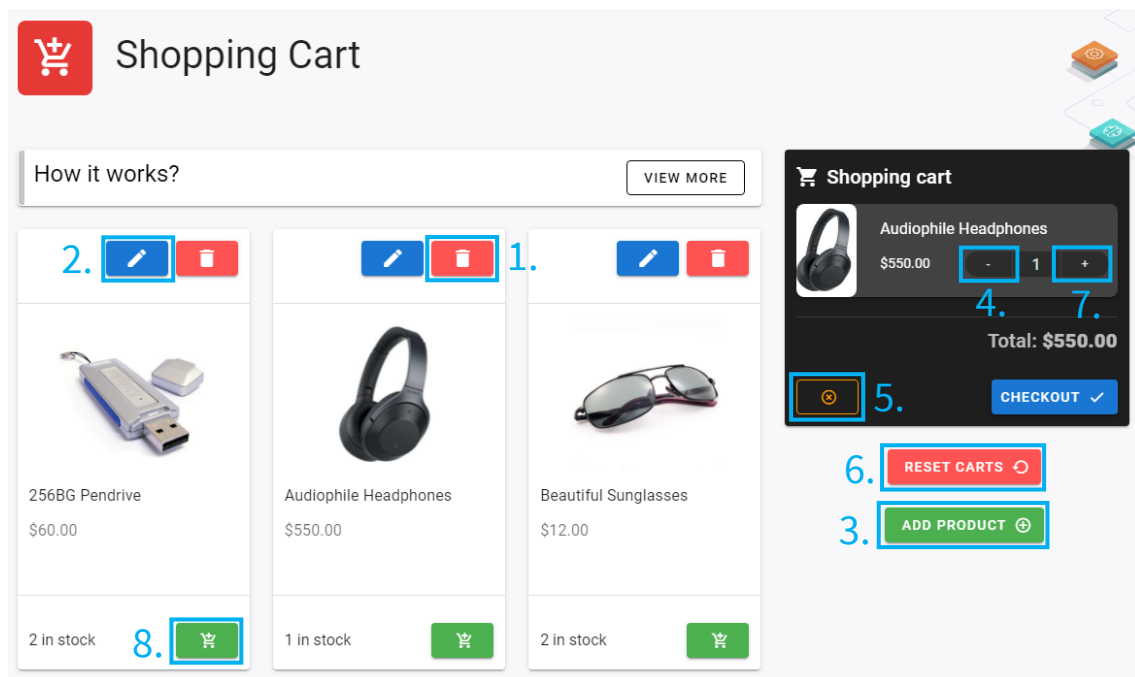 Shopping Cart
How it works?
VIEW MORE
Shopping cart
Audiophile Headphones
$550.00 - 1 +
4. 7.
Total: $550.00
5. CHECKOUT
6. RESET CARTS
3. ADD PRODUCT
2. 1.
256BG Pendrive
$60.00
2 in stock 8.
Audiophile Headphones
$550.00
1 in stock
Beautiful Sunglasses
$12.00
2 in stock